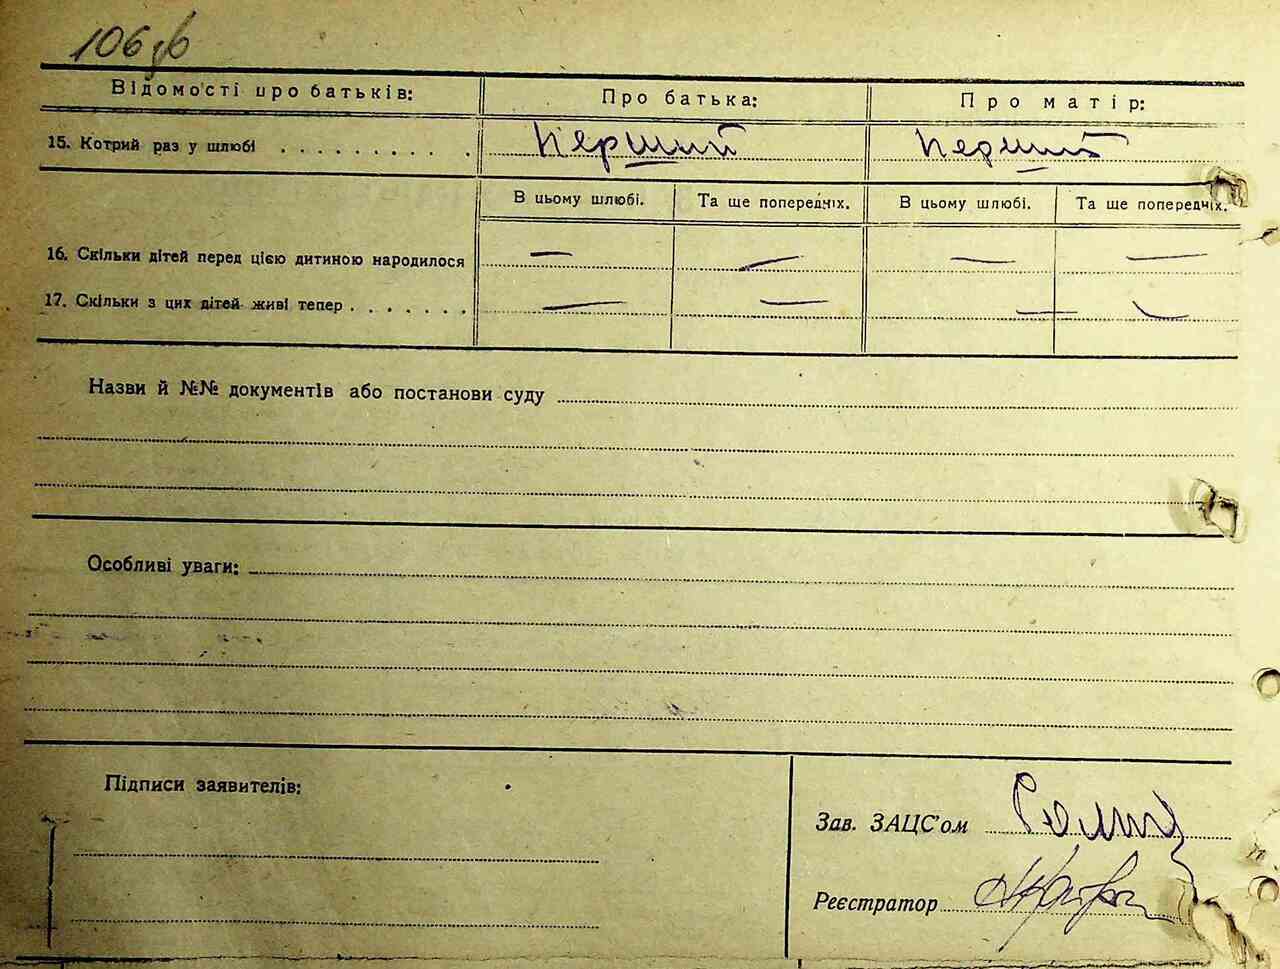 106
Відомості про батьків: Про батька: Про матір:
15. Котрий раз у шлюбі . . . . . . . . . . перший перший
В цьому шлюбі. Та ще попередніх. В цьому шлюбі. Та ще попередніх.
16. Скільки дітей перед цією дитиною народилося — — — —
17. Скільки з цих дітей живі тепер . . . . . . . — — — —
Назви й №№ документів або постанови суду
Особливі уваги:
Підписи заявителів:
Зав. ЗАЦС'ом
Реєстратор